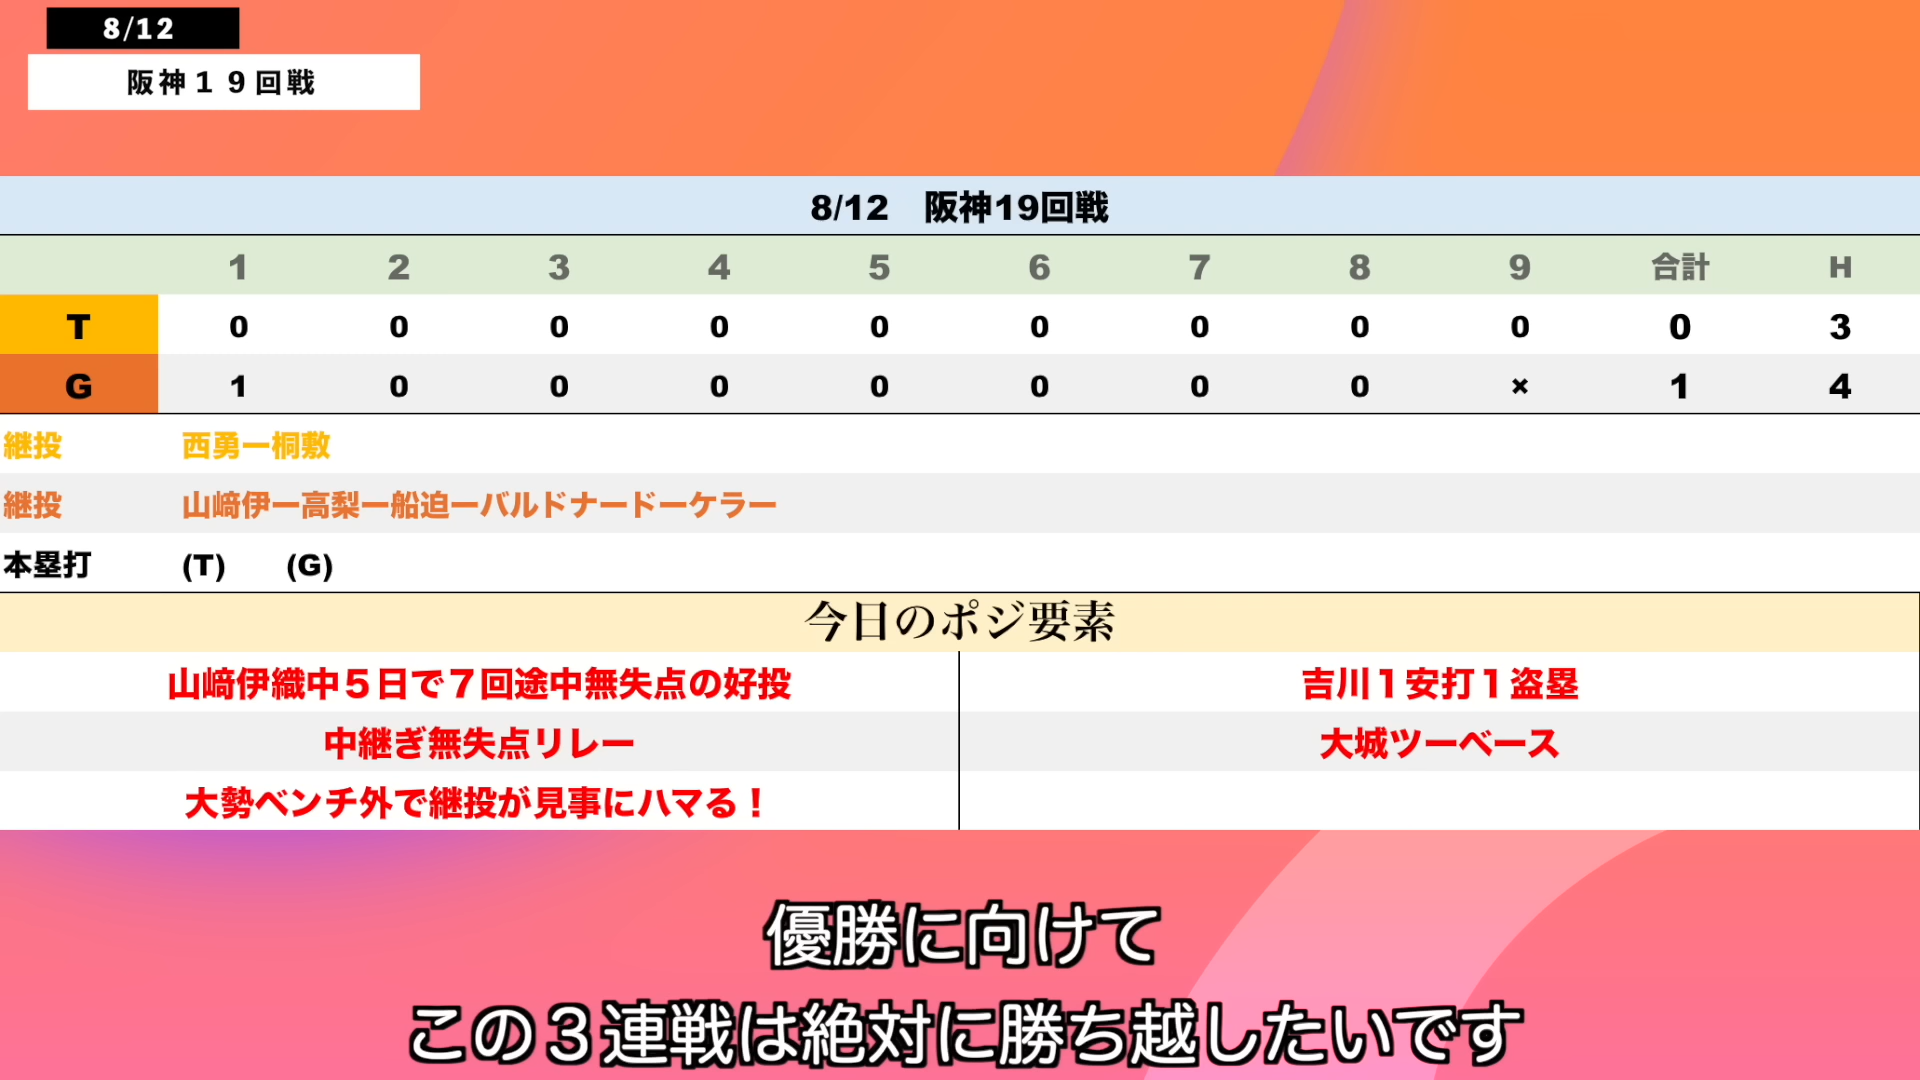 8/12
阪神１９回戦
8/12　阪神19回戦
1 2 3 4 5 6 7 8 9 合計 H
T 0 0 0 0 0 0 0 0 0 0 3
G 1 0 0 0 0 0 0 0 × 1 4
継投 西勇ー桐敷
継投 山﨑伊ー高梨ー船迫ーバルドナードーケラー
本塁打 (T) (G)
今日のポジ要素
山﨑伊織中５日で７回途中無失点の好投 吉川１安打１盗塁
中継ぎ無失点リレー 大城ツーベース
大勢ベンチ外で継投が見事にハマる！
優勝に向けて
この３連戦は絶対に勝ち越したいです